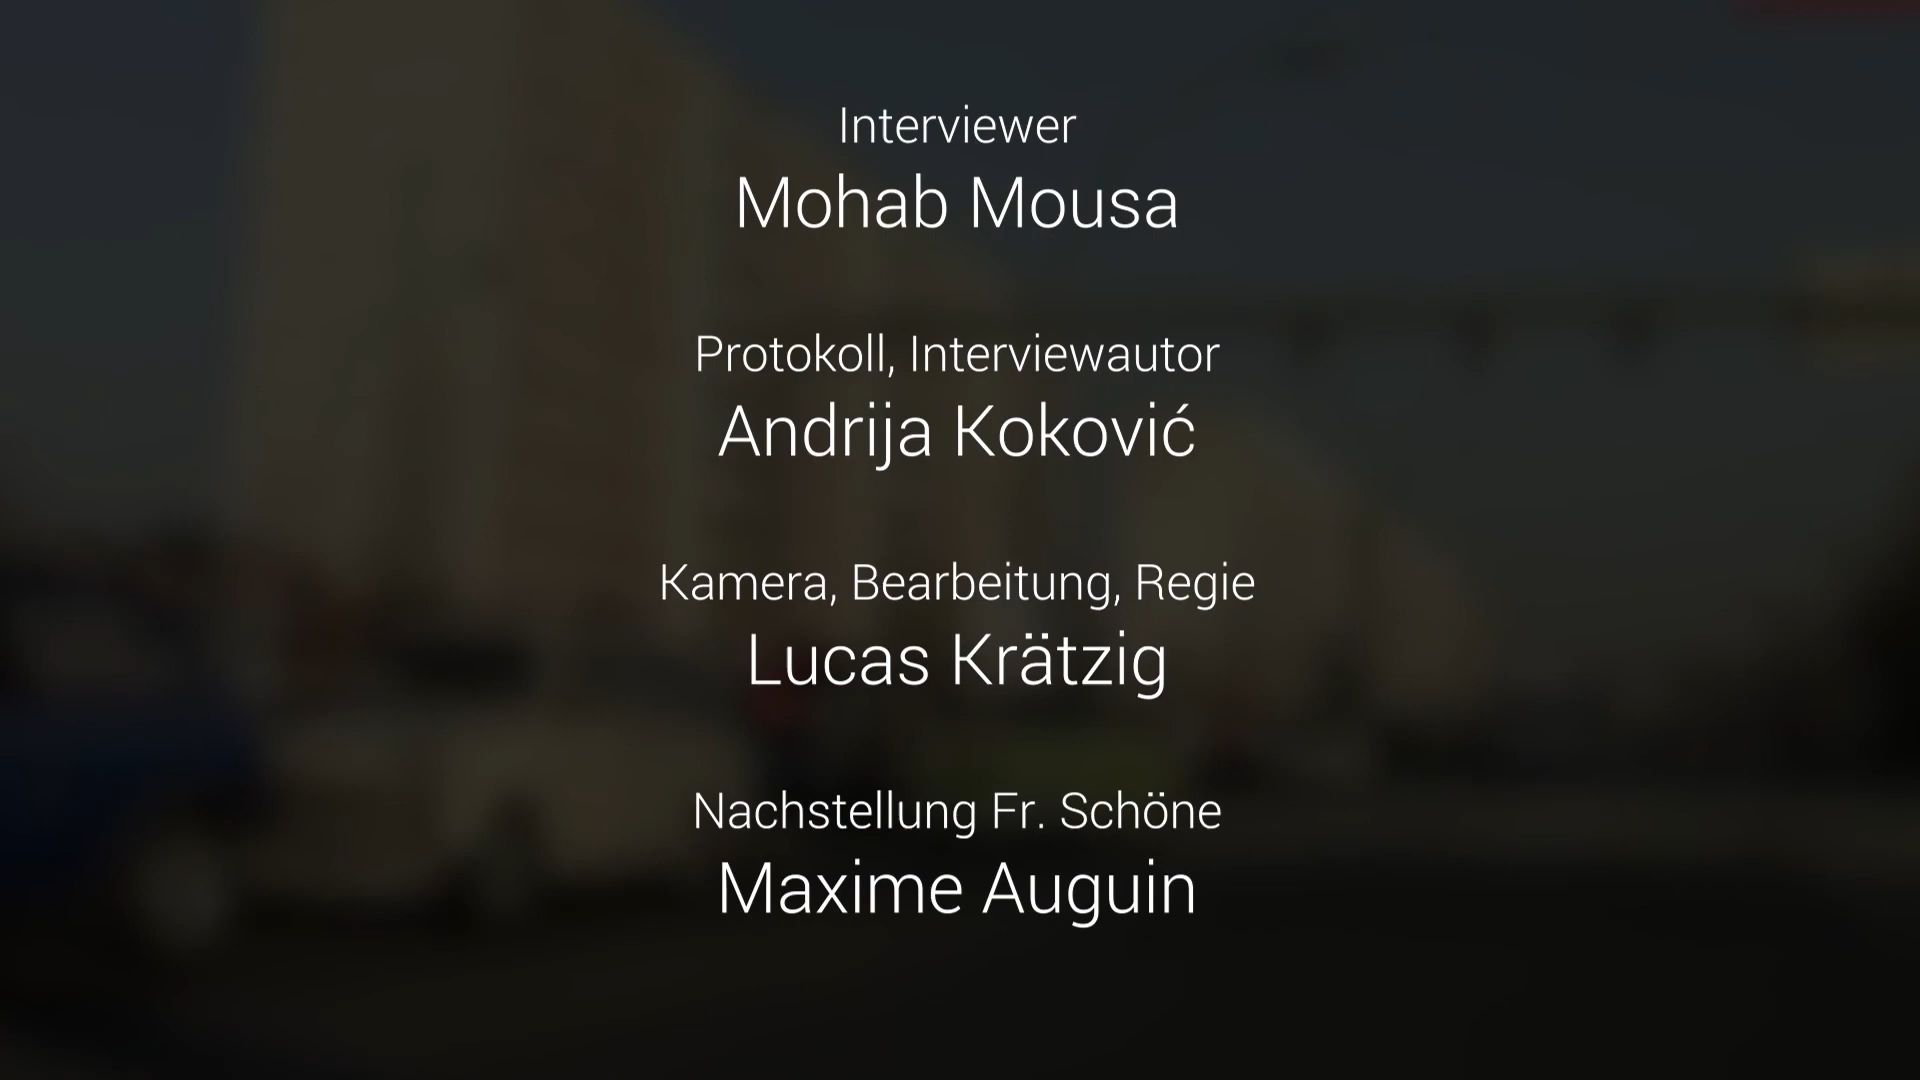 Interviewer
Mohab Mousa
Protokoll, Interviewautor
Andrija Koković
Kamera, Bearbeitung, Regie
Lucas Krätzig
Nachstellung Fr. Schöne
Maxime Auguin